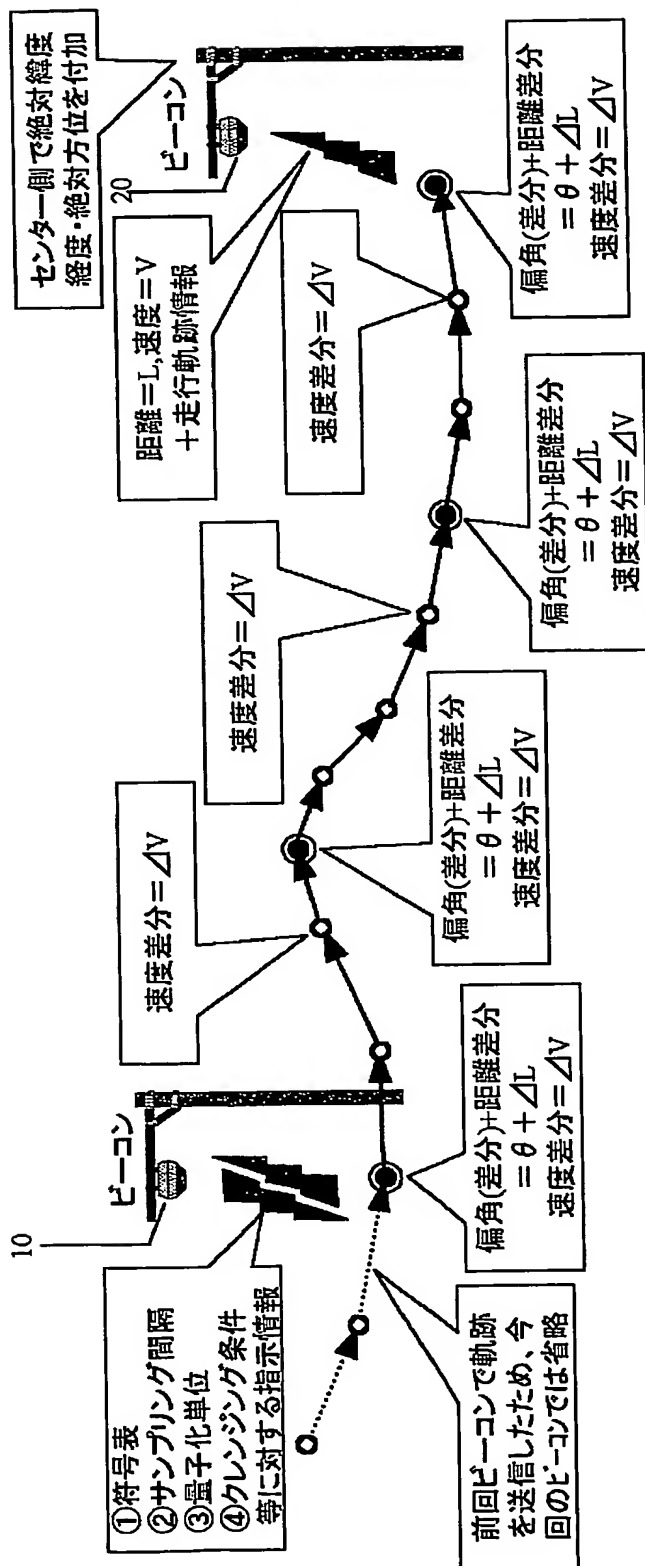 10
ビーコン
①符号表
②サンプリング間隔
③量子化単位
④クレンジング条件
等に対する指示情報
前回ビーコンで軌跡
を送信したため、今
回のビーコンでは省略
偏角(差分)+距離差分
=θ+⊿L
速度差分=⊿V
速度差分=⊿V
偏角(差分)+距離差分
=θ+⊿L
速度差分=⊿V
速度差分=⊿V
偏角(差分)+距離差分
=θ+⊿L
速度差分=⊿V
速度差分=⊿V
距離=L,速度=V
+走行軌跡情報
20
ビーコン
センター側で絶対緯度
経度・絶対方位を付加
偏角(差分)+距離差分
=θ+⊿L
速度差分=⊿V